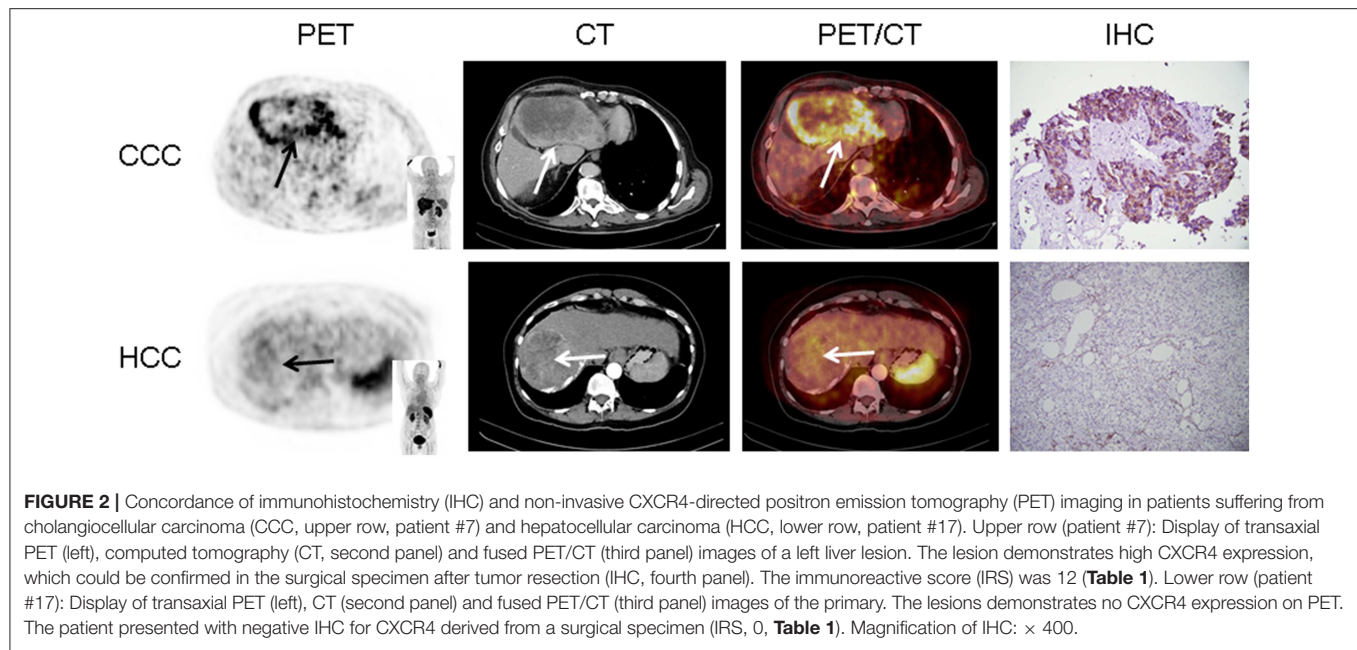 PET CT PET/CT IHC
CCC
HCC
FIGURE 2 | Concordance of immunohistochemistry (IHC) and non-invasive CXCR4-directed positron emission tomography (PET) imaging in patients suffering from
cholangiocellular carcinoma (CCC, upper row, patient #7) and hepatocellular carcinoma (HCC, lower row, patient #17). Upper row (patient #7): Display of transaxial
PET (left), computed tomography (CT, second panel) and fused PET/CT (third panel) images of a left liver lesion. The lesion demonstrates high CXCR4 expression,
which could be confirmed in the surgical specimen after tumor resection (IHC, fourth panel). The immunoreactive score (IRS) was 12 (Table 1). Lower row (patient
#17): Display of transaxial PET (left), CT (second panel) and fused PET/CT (third panel) images of the primary. The lesions demonstrates no CXCR4 expression on PET.
The patient presented with negative IHC for CXCR4 derived from a surgical specimen (IRS, 0, Table 1). Magnification of IHC: × 400.